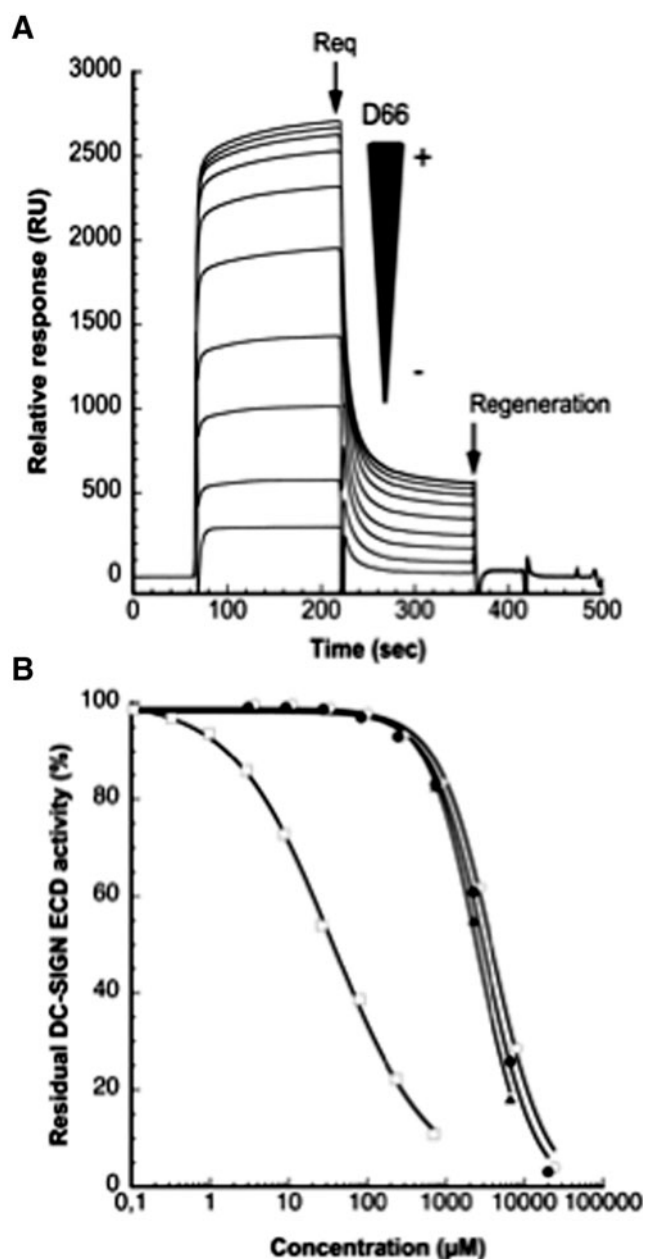 A
Req
3000
D66
2500
+
2000
1500
-
1000
Regeneration
500
0
0 100 200 300 400 500
Relative response (RU)
Time (sec)
B
100
80
60
40
20
0
0,1 1 10 100 1000 10000 100000
Residual DC-SIGN ECD activity (%)
Concentration (µM)